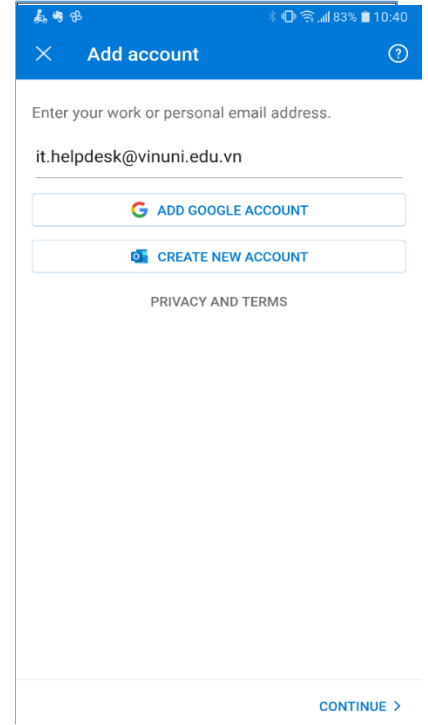 83% 10:40
Add account
Enter your work or personal email address.
it.helpdesk@vinuni.edu.vn
G ADD GOOGLE ACCOUNT
CREATE NEW ACCOUNT
PRIVACY AND TERMS
CONTINUE >